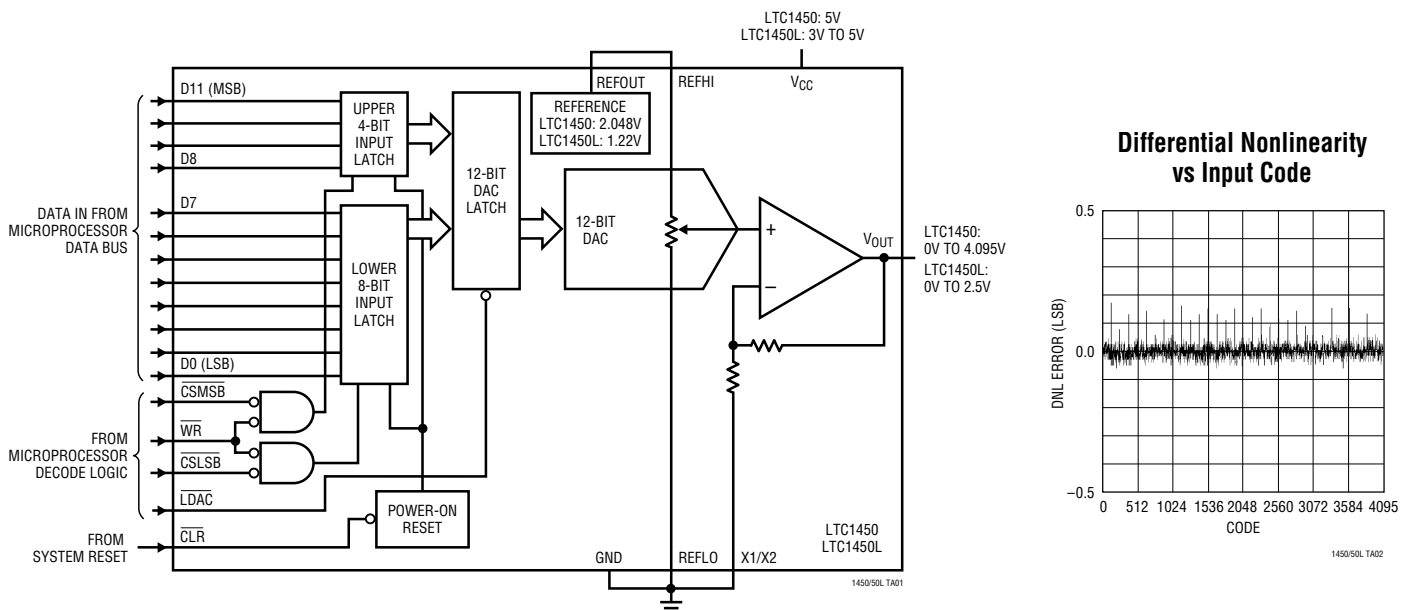 LTC1450: 5V
LTC1450L: 3V TO 5V
REFOUT
REFHI
VCC
D11 (MSB)
UPPER
4-BIT
INPUT
LATCH
REFERENCE
LTC1450: 2.048V
LTC1450L: 1.22V
D8
12-BIT
DAC
LATCH
D7
DATA IN FROM
MICROPROCESSOR
DATA BUS
12-BIT
DAC
+
–
VOUT
LTC1450:
0V TO 4.095V
LTC1450L:
0V TO 2.5V
LOWER
8-BIT
INPUT
LATCH
D0 (LSB)
CSMSB
WR
FROM
MICROPROCESSOR
DECODE LOGIC
CSLSB
LDAC
POWER-ON
RESET
FROM
SYSTEM RESET
CLR
LTC1450
LTC1450L
GND
REFLO
X1/X2
1450/50L TA01
Differential Nonlinearity
vs Input Code
0.5
DNL ERROR (LSB)
0.0
–0.5
0 512 1024 1536 2048 2560 3072 3584 4095
CODE
1450/50L TA02